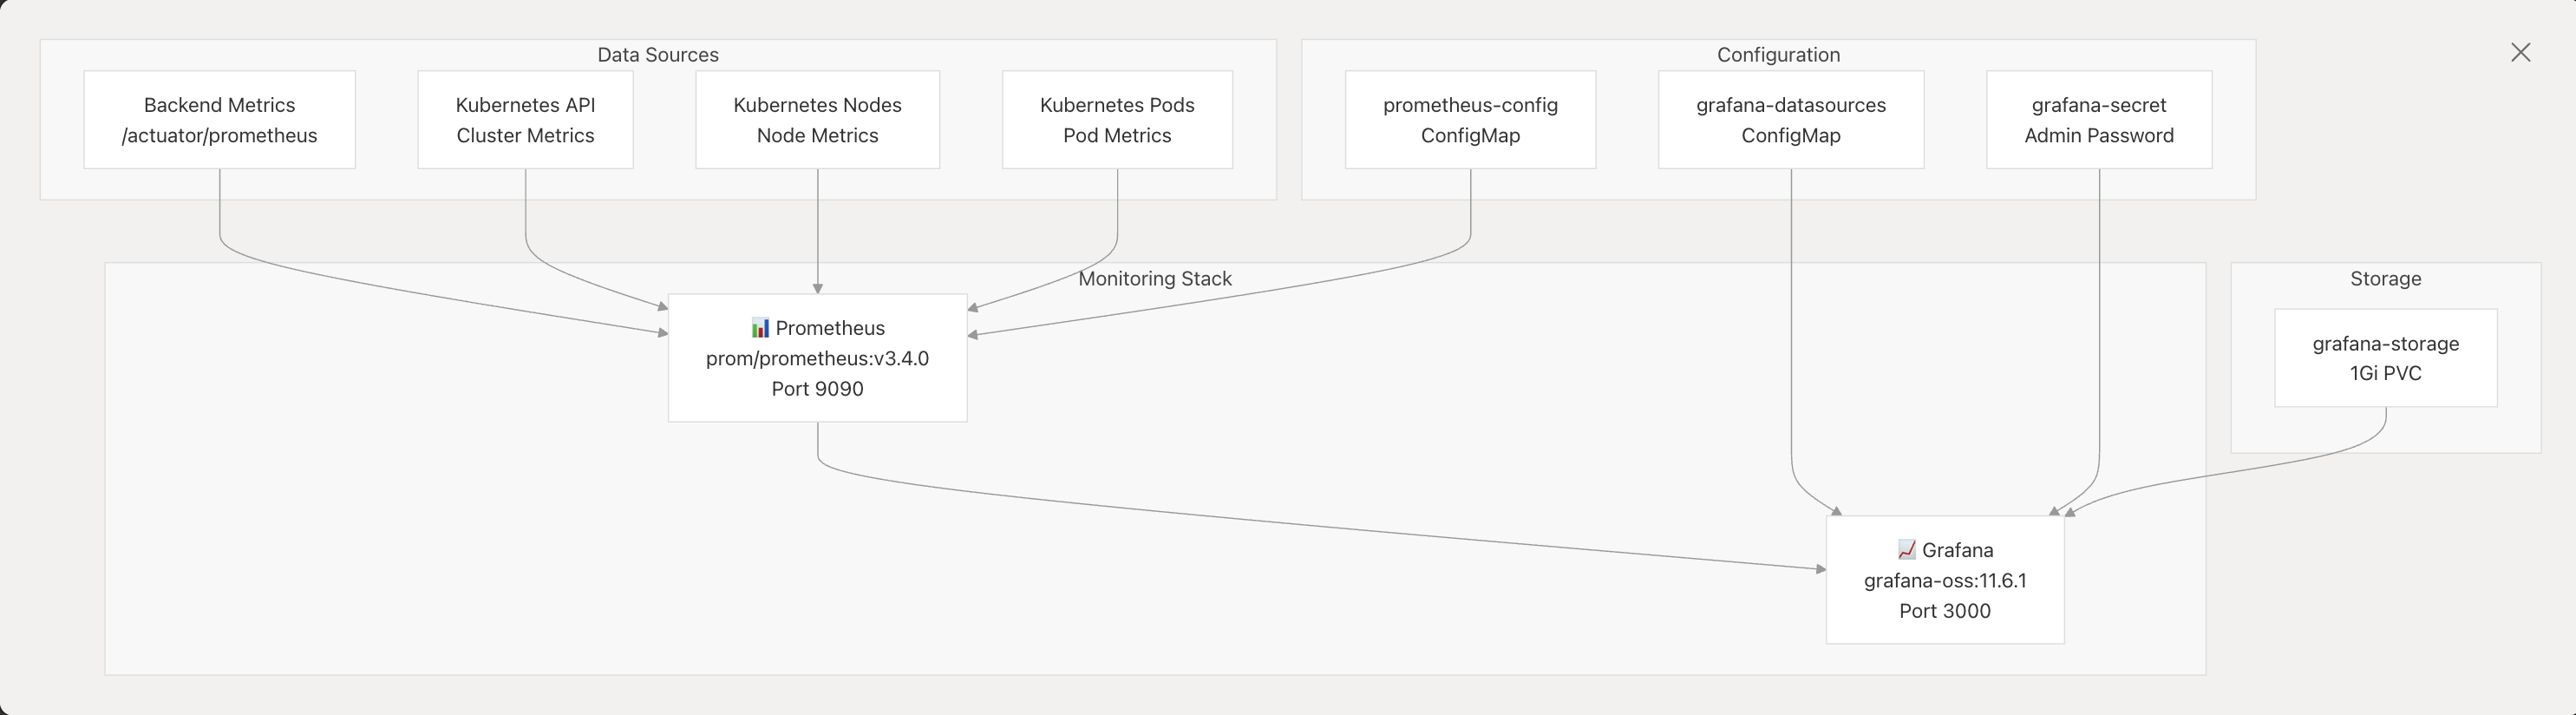 Data Sources
Backend Metrics
/actuator/prometheus
Kubernetes API
Cluster Metrics
Kubernetes Nodes
Node Metrics
Kubernetes Pods
Pod Metrics
Configuration
prometheus-config
ConfigMap
grafana-datasources
ConfigMap
grafana-secret
Admin Password
Monitoring Stack
📊 Prometheus
prom/prometheus:v3.4.0
Port 9090
Storage
grafana-storage
1Gi PVC
📈 Grafana
grafana-oss:11.6.1
Port 3000